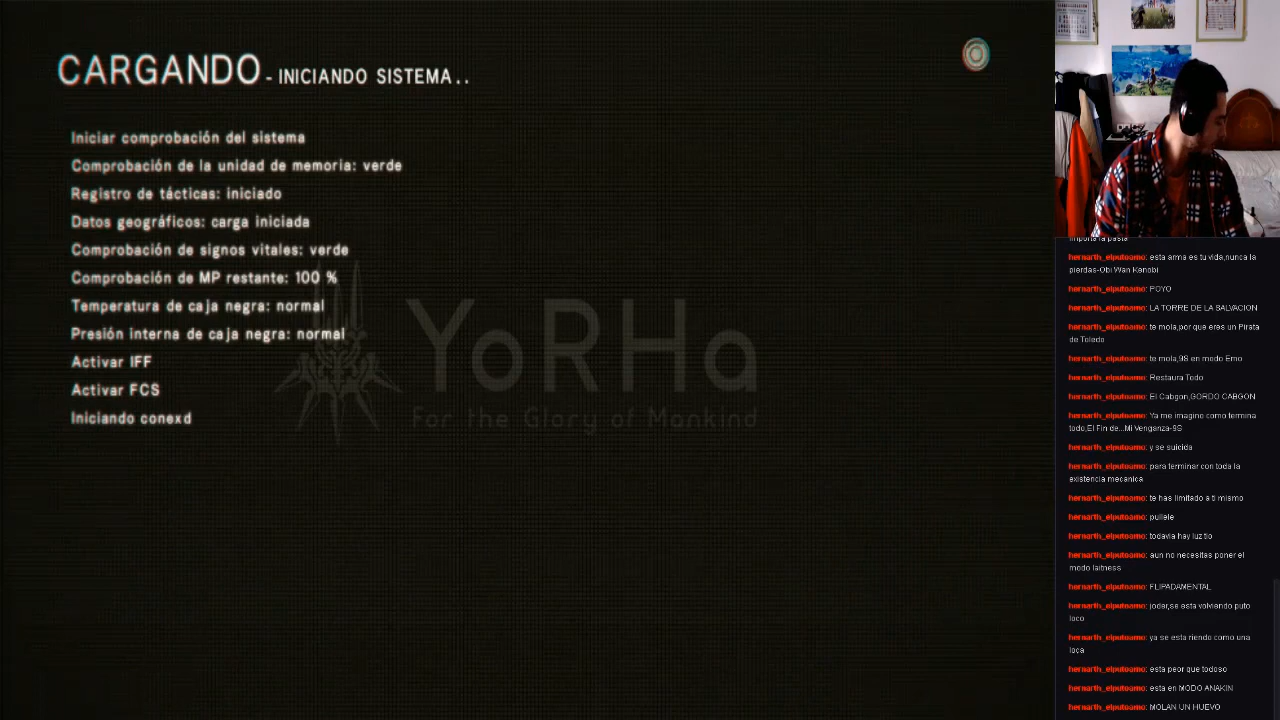 CARGANDO - INICIANDO SISTEMA..
Iniciar comprobación del sistema
Comprobación de la unidad de memoria: verde
Registro de tácticas: iniciado
Datos geográficos: carga iniciada
Comprobación de signos vitales: verde
Comprobación de MP restante: 100 %
Temperatura de caja negra: normal
Presión interna de caja negra: normal
Activar IFF
Activar FCS
Iniciando conexd
YoRHa
For the Glory of Mankind
importa la pasta
hernarth_elputoamo: esta arma es tu vida,nunca la
pierdas-Obi Wan Kenobi
hernarth_elputoamo: POYO
hernarth_elputoamo: LA TORRE DE LA SALVACION
hernarth_elputoamo: te mola,por que eres un Pirata
de Toledo
hernarth_elputoamo: te mola,9S en modo Emo
hernarth_elputoamo: Restaura Todo
hernarth_elputoamo: El Cabgon,GORDO CABGON
hernarth_elputoamo: Ya me imagino como termina
todo,El Fin de...Mi Venganza-9S
hernarth_elputoamo: y se suicida
hernarth_elputoamo: para terminar con toda la
existencia mecanica
hernarth_elputoamo: te has limitado a ti mismo
hernarth_elputoamo: pullele
hernarth_elputoamo: todavia hay luz tio
hernarth_elputoamo: aun no necesitas poner el
modo laitness
hernarth_elputoamo: FLIPADAMENTAL
hernarth_elputoamo: joder,se esta volviendo puto
loco
hernarth_elputoamo: ya se esta riendo como una
loca
hernarth_elputoamo: esta peor que todoso
hernarth_elputoamo: esta en MODO ANAKIN
hernarth_elputoamo: MOLAN UN HUEVO